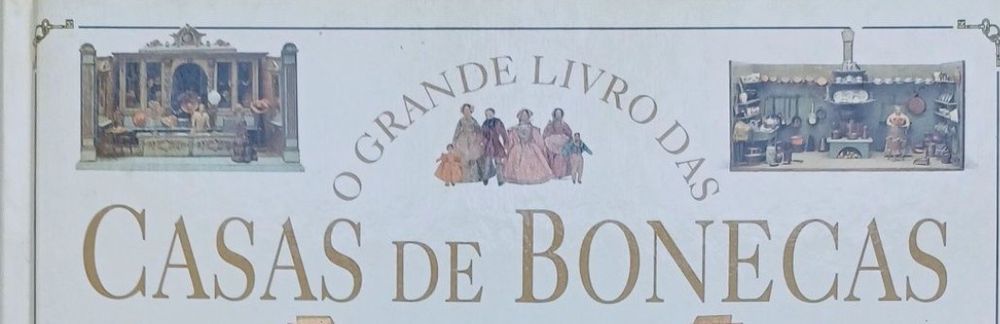 O GRANDE LIVRO DAS
CASAS DE BONECAS